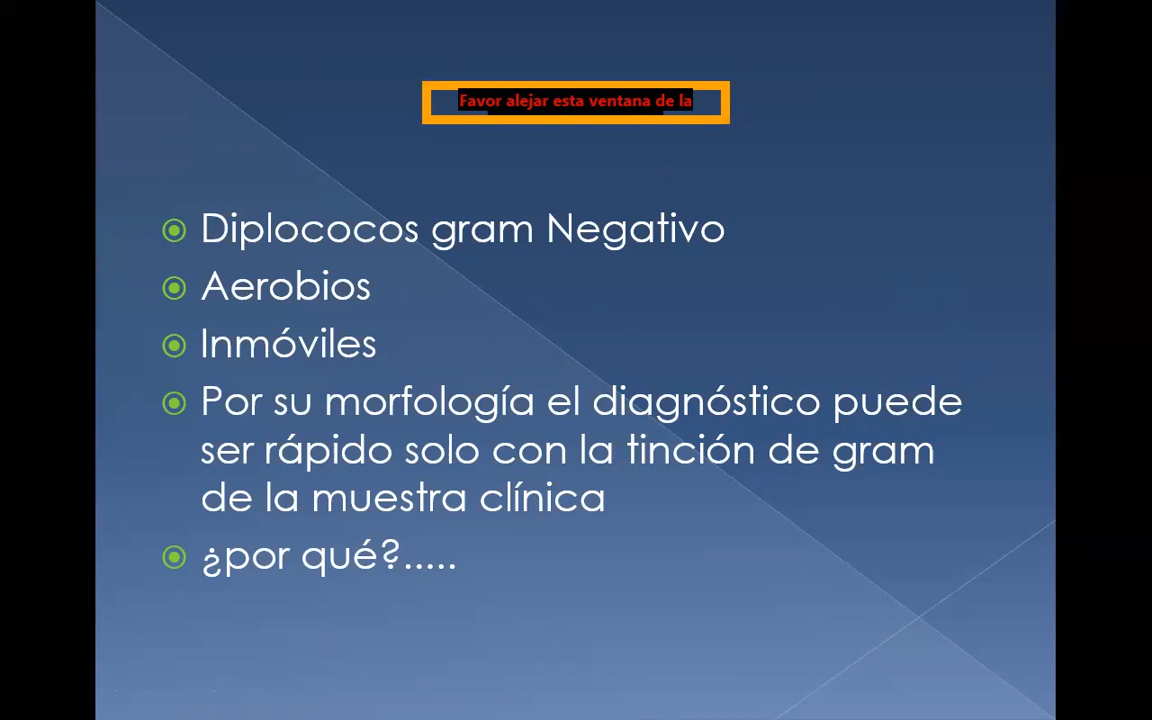 Favor alejar esta ventana de la
Diplococos gram Negativo
Aerobios
Inmóviles
Por su morfología el diagnóstico puede
ser rápido solo con la tinción de gram
de la muestra clínica
¿por qué?.....